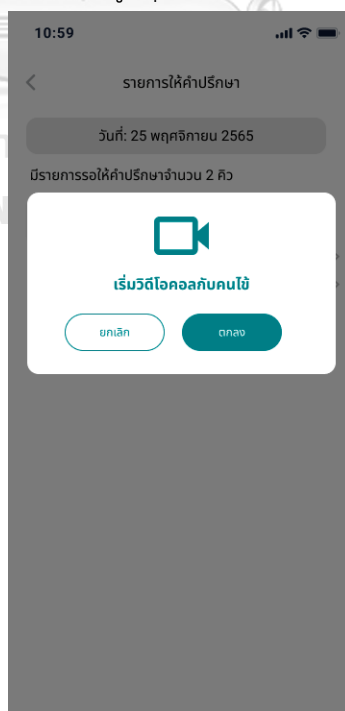 10:59
รายการให้คำปรึกษา
วันที่: 25 พฤศจิกายน 2565
มีรายการรอให้คำปรึกษาจำนวน 2 คิว
เริ่มวิดีโอคอลกับคนไข้
ยกเลิก
ตกลง